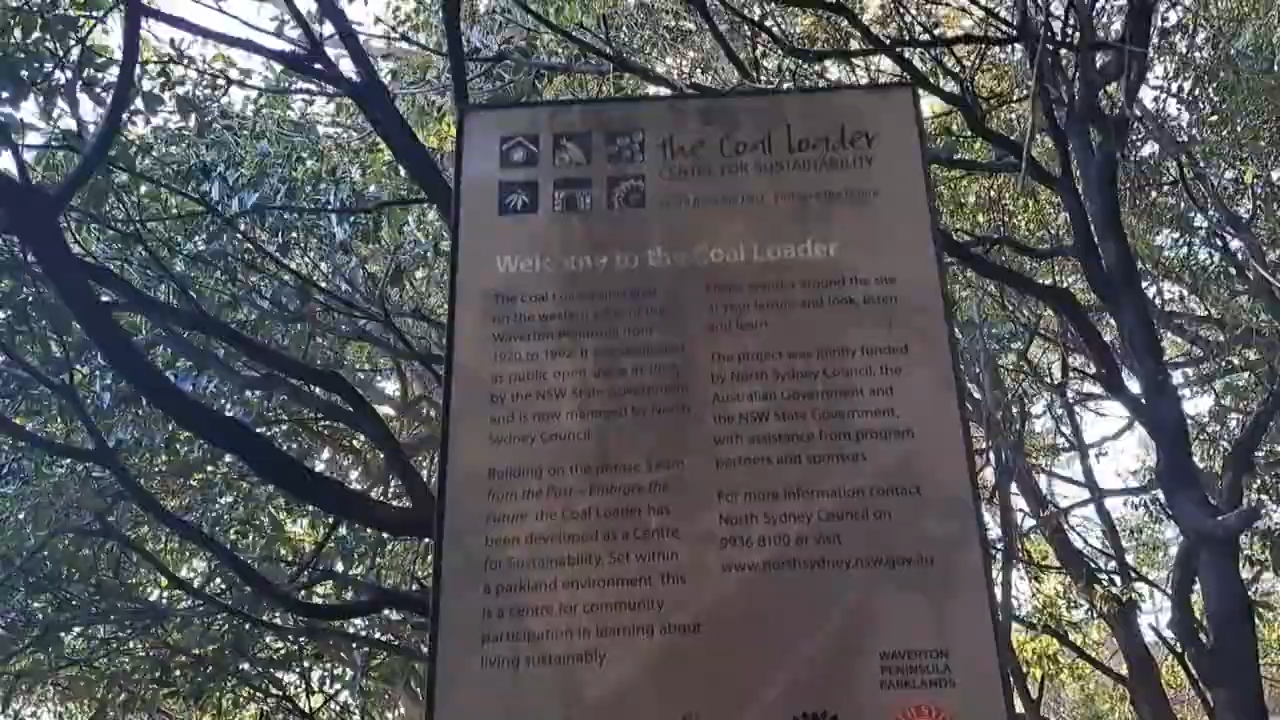 the Coal Loader
CENTRE FOR SUSTAINABILITY
Welcome to the Coal Loader
The Coal
on the western
Waverton Peninsula from
1920 to 1992. It
as public open space in
by the NSW State Government
and is now managed by North
Sydney Council
Building on the phrase Learn
from the Past – Embrace the
Future the Coal Loader has
been developed as a Centre
for Sustainability. Set within
a parkland environment this
is a centre for community
participation in learning about
living sustainably
around the site
at your leisure and look, listen
and learn
The project was jointly funded
by North Sydney Council, the
Australian Government and
the NSW State Government,
with assistance from program
partners and sponsors
For more information contact
North Sydney Council on
9936 8100 or visit
www.northsydney.nsw.gov.au
WAVERTON
PENINSULA
PARKLANDS